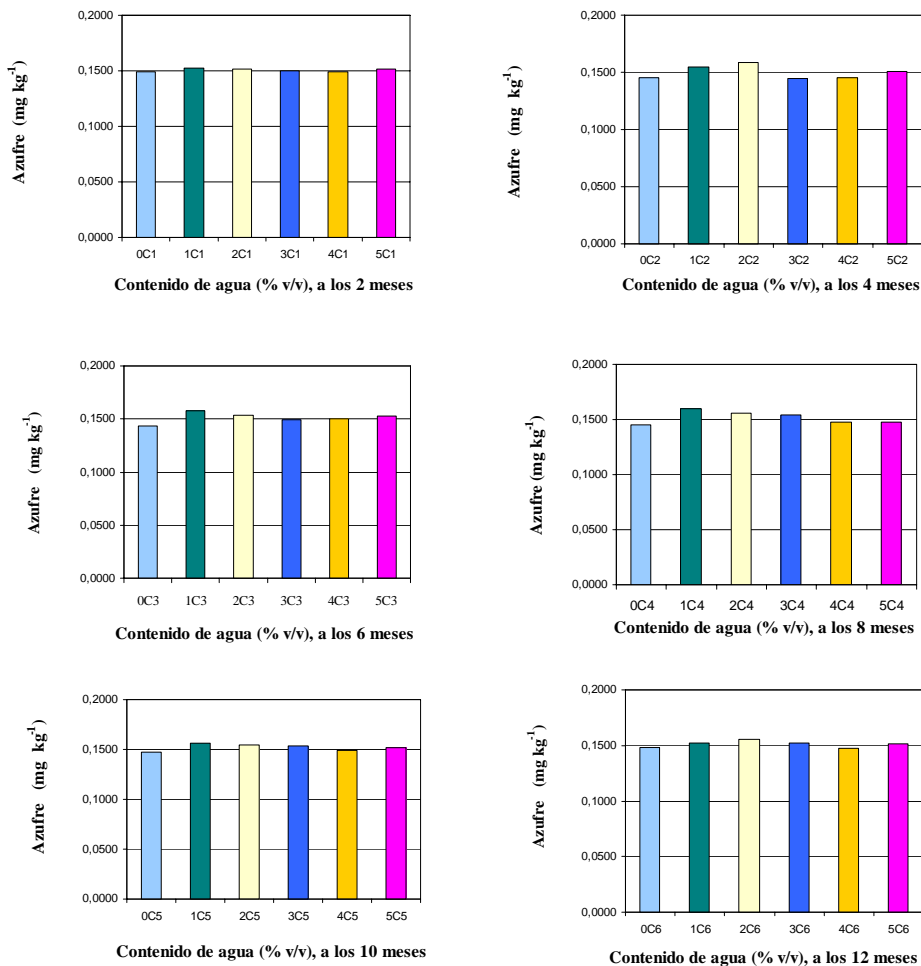 0,2000
0,1500
0,1000
0,0500
0,0000
Azufre (mg kg-1)
0C1 1C1 2C1 3C1 4C1 5C1
Contenido de agua (% v/v), a los 2 meses
0,2000
0,1500
0,1000
0,0500
0,0000
Azufre (mg kg-1)
0C2 1C2 2C2 3C2 4C2 5C2
Contenido de agua (% v/v), a los 4 meses
0,2000
0,1500
0,1000
0,0500
0,0000
Azufre (mg kg-1)
0C3 1C3 2C3 3C3 4C3 5C3
Contenido de agua (% v/v), a los 6 meses
0,2000
0,1500
0,1000
0,0500
0,0000
Azufre (mg kg-1)
0C4 1C4 2C4 3C4 4C4 5C4
Contenido de agua (% v/v), a los 8 meses
0,2000
0,1500
0,1000
0,0500
0,0000
Azufre (mg kg-1)
0C5 1C5 2C5 3C5 4C5 5C5
Contenido de agua (% v/v), a los 10 meses
0,2000
0,1500
0,1000
0,0500
0,0000
Azufre (mg kg-1)
0C6 1C6 2C6 3C6 4C6 5C6
Contenido de agua (% v/v), a los 12 meses